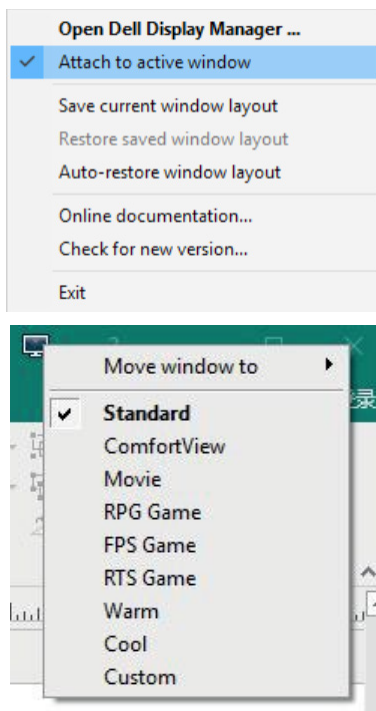 Open Dell Display Manager ...
Attach to active window
Save current window layout
Restore saved window layout
Auto-restore window layout
Online documentation...
Check for new version...
Exit
Move window to
录
Standard
ComfortView
Movie
RPG Game
FPS Game
RTS Game
Warm
Cool
Custom